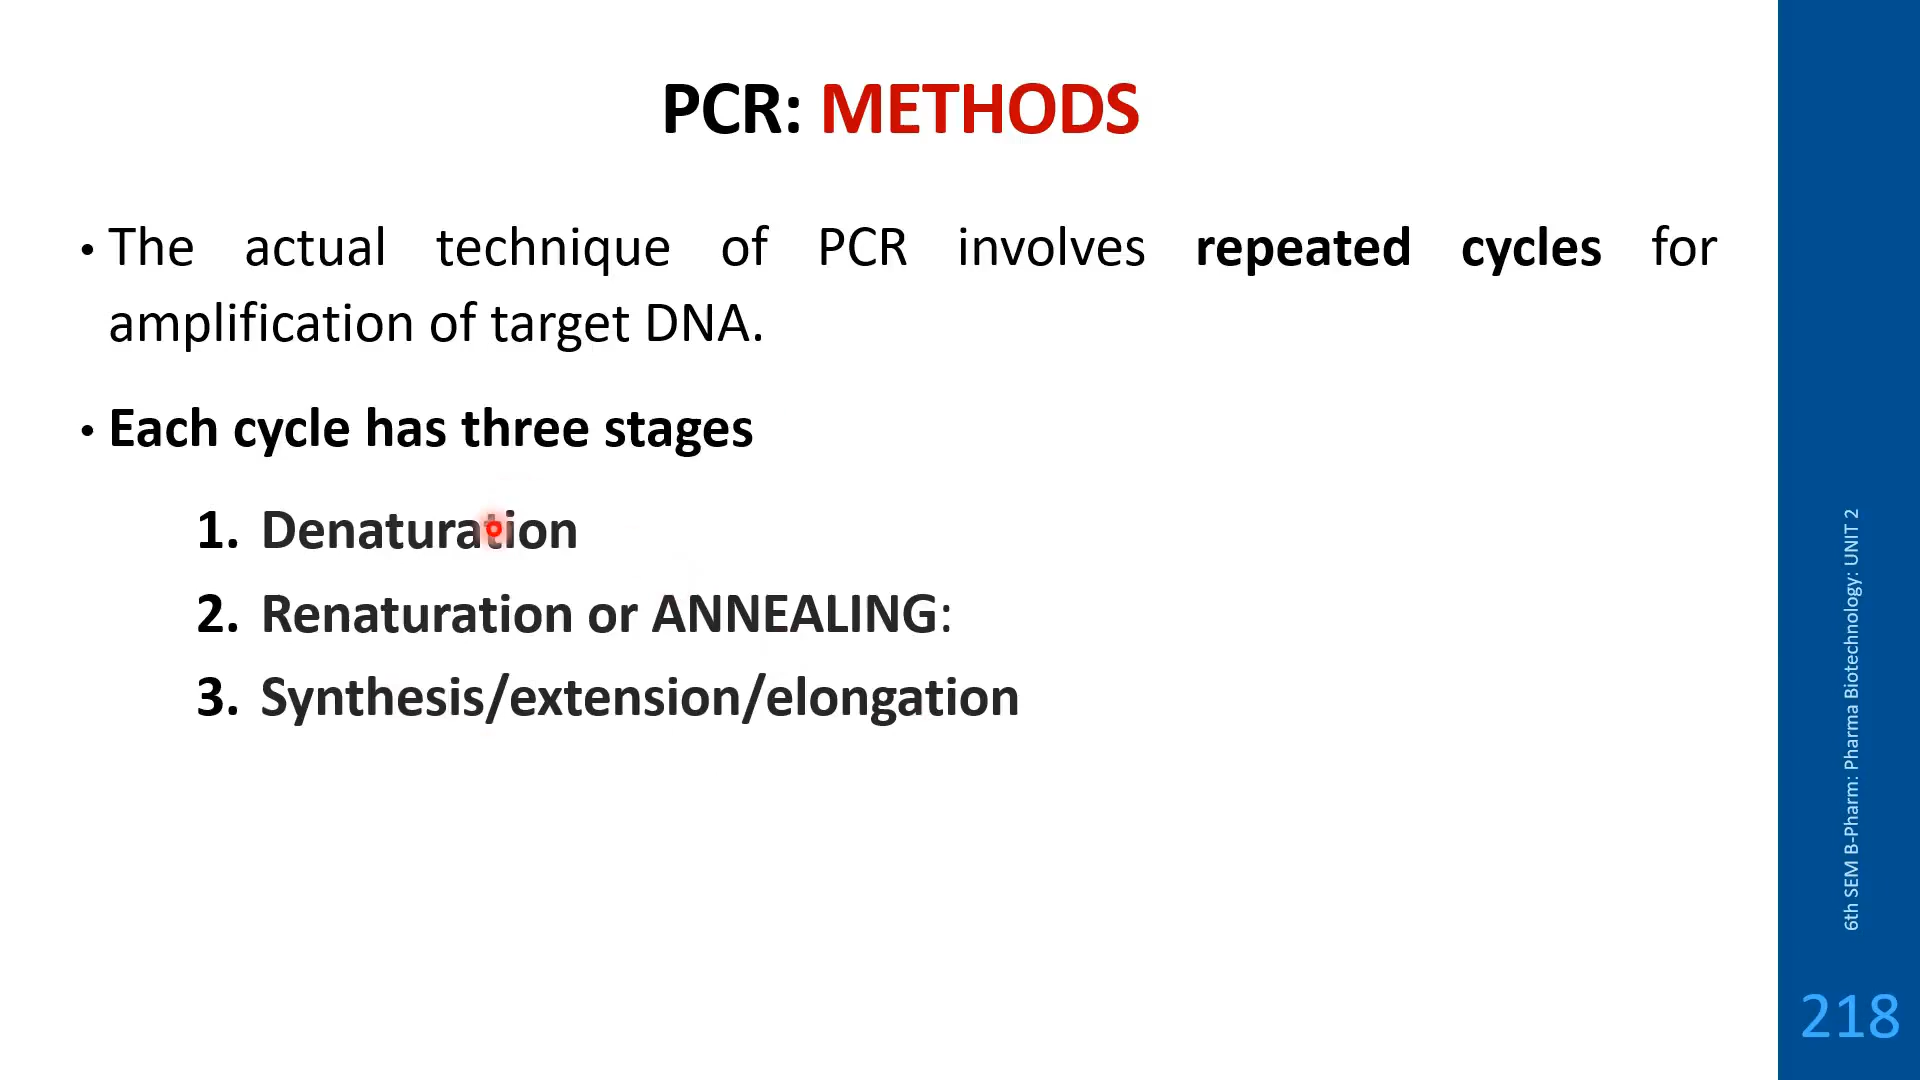 PCR: METHODS
• The actual technique of PCR involves repeated cycles for
amplification of target DNA.
• Each cycle has three stages
1. Denaturation
2. Renaturation or ANNEALING:
3. Synthesis/extension/elongation
6th SEM B-Pharm: Pharma Biotechnology: UNIT 2
218